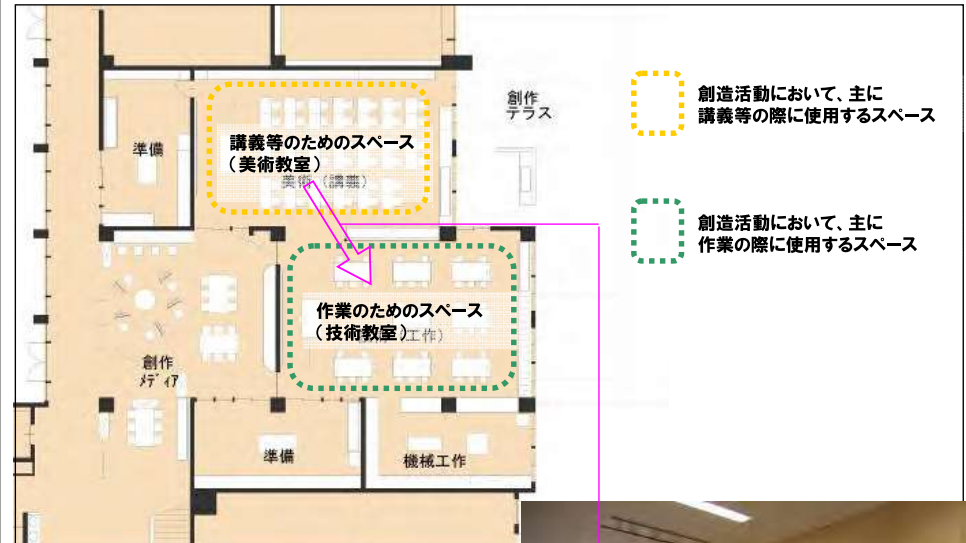 創作
テラス
準備
講義等のためのスペース
（美術教室）
美術（講義）
作業のためのスペース
（技術教室）
工作）
創作
メディア
準備
機械工作
創造活動において、主に
講義等の際に使用するスペース
創造活動において、主に
作業の際に使用するスペース